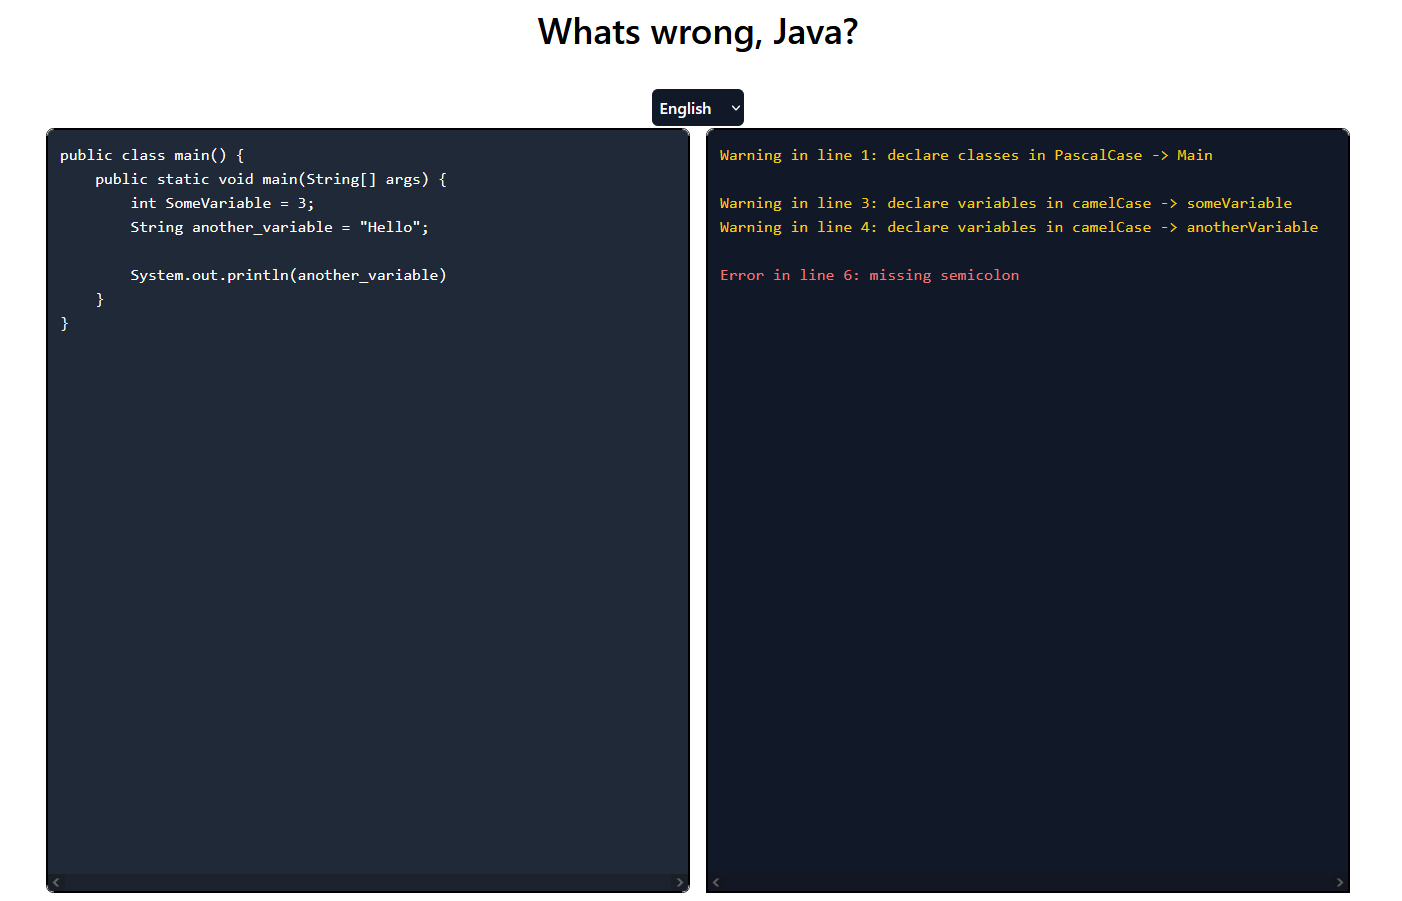 Whats wrong, Java?
English
public class main() {
    public static void main(String[] args) {
        int SomeVariable = 3;
        String another_variable = "Hello";
        System.out.println(another_variable)
    }
}
Warning in line 1: declare classes in PascalCase -> Main
Warning in line 3: declare variables in camelCase -> someVariable
Warning in line 4: declare variables in camelCase -> anotherVariable
Error in line 6: missing semicolon